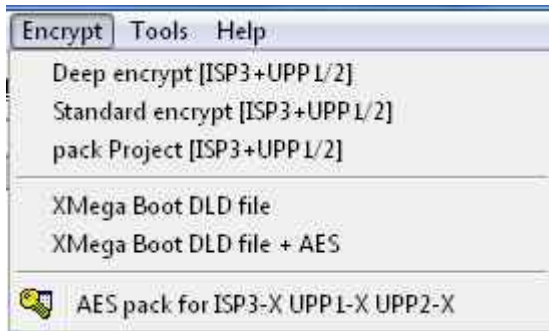 Encrypt Tools Help
Deep encrypt [ISP3+UPP1/2]
Standard encrypt [ISP3+UPP1/2]
pack Project [ISP3+UPP1/2]
XMega Boot DLD file
XMega Boot DLD file + AES
AES pack for ISP3-X UPP1-X UPP2-X